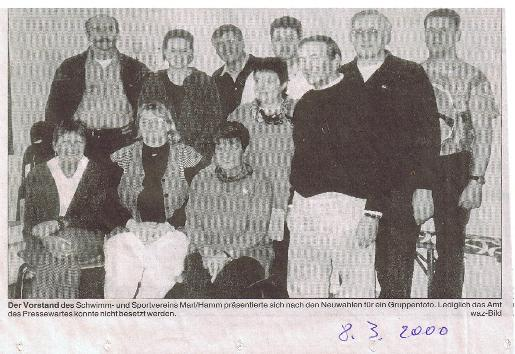 Der Vorstand des Schwimm- und Sportvereins Marl/Hamm präsentierte sich nach den Neuwahlen für ein Gruppenfoto. Lediglich das Amt
des Pressewartes konnte nicht besetzt werden. waz-Bild
8. 3. 2000